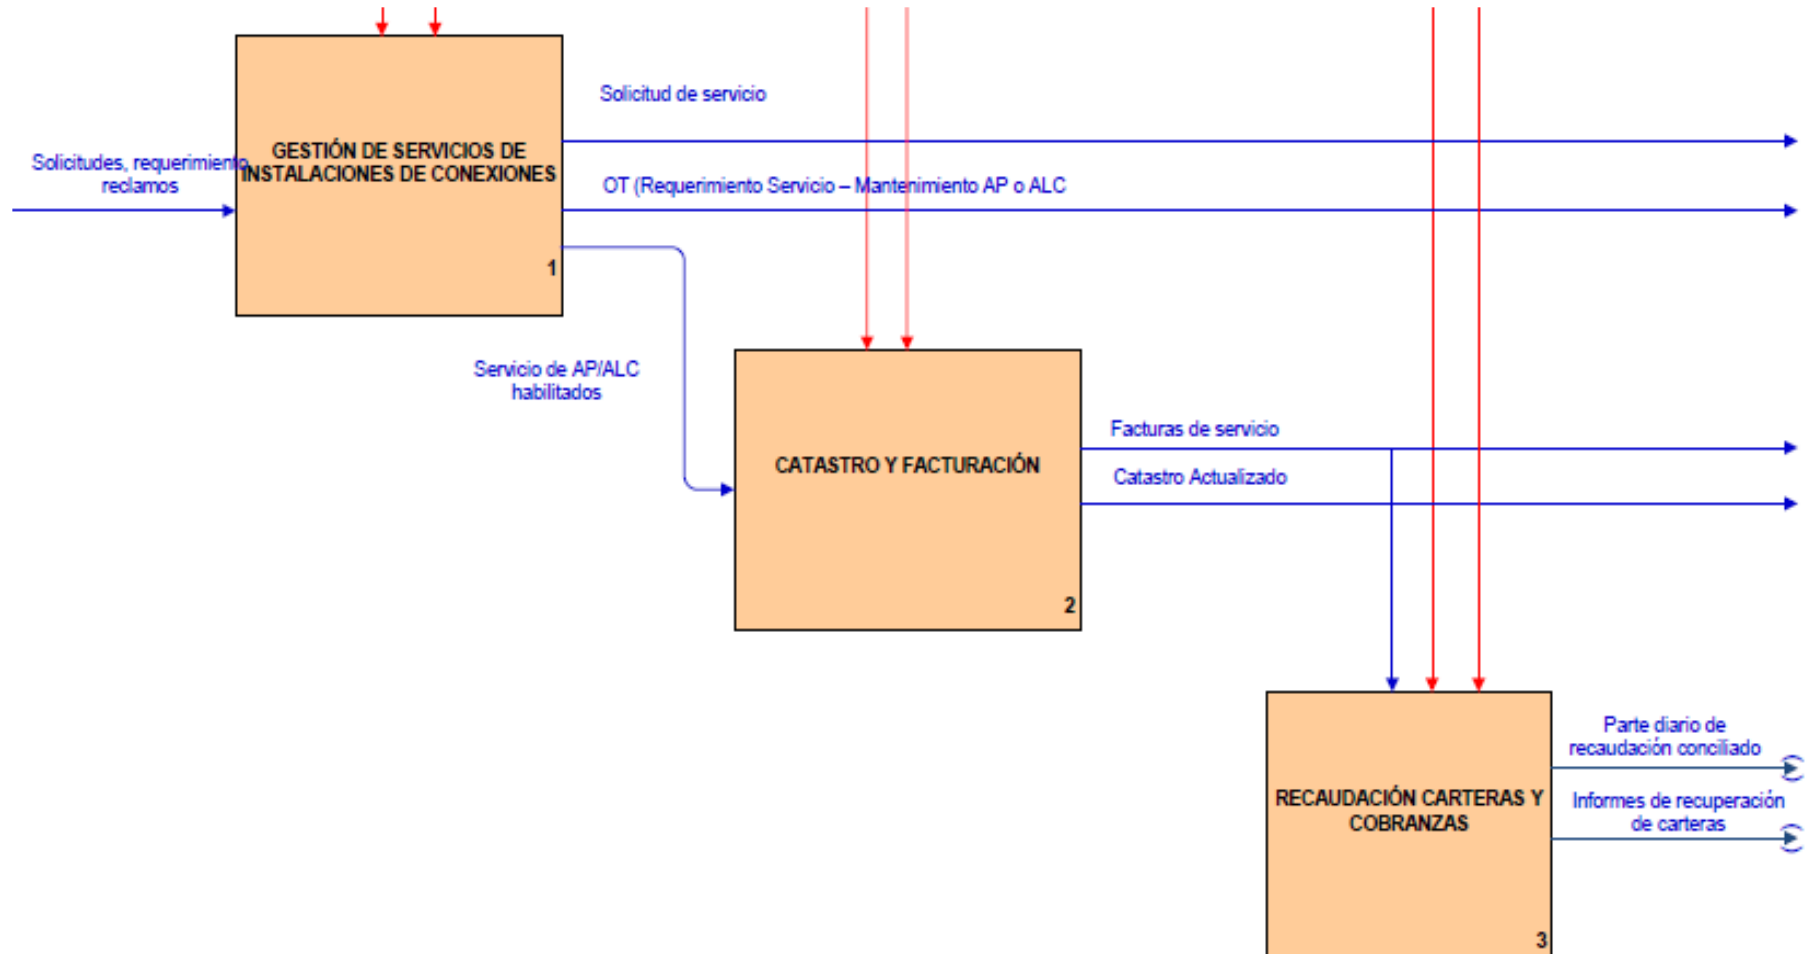 Solicitud de servicio
GESTIÓN DE SERVICIOS DE
INSTALACIONES DE CONEXIONES
Solicitudes, requerimiento
reclamos
OT (Requerimiento Servicio – Mantenimiento AP o ALC
1
Servicio de AP/ALC
habilitados
CATASTRO Y FACTURACIÓN
Facturas de servicio
Catastro Actualizado
2
Parte diario de
recaudación conciliado
RECAUDACIÓN CARTERAS Y
COBRANZAS
Informes de recuperación
de carteras
3